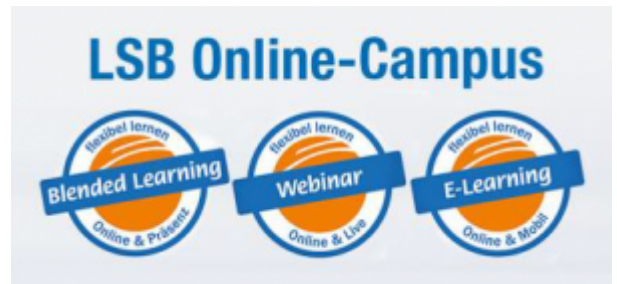 LSB Online-Campus
flexibel lernen
Blended Learning
Online & Präsenz
flexibel lernen
Webinar
Online & Live
flexibel lernen
E-Learning
Online & Mobil